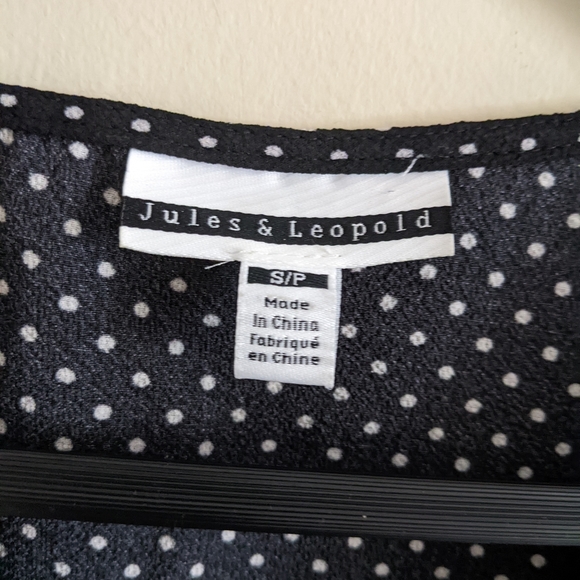 Jules & Leopold
S/P
Made
In China
Fabriqué
en Chine